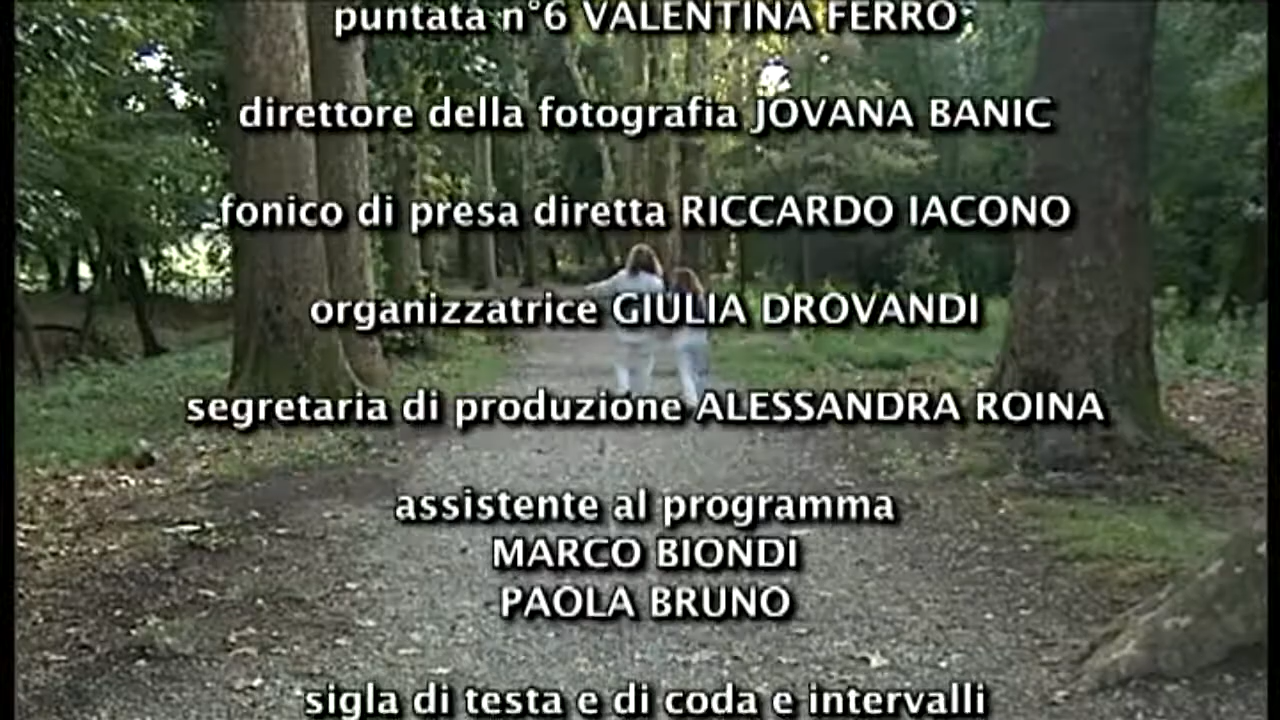 puntata n°6 VALENTINA FERRO
direttore della fotografia JOVANA BANIC
fonico di presa diretta RICCARDO IACONO
organizzatrice GIULIA DROVANDI
segretaria di produzione ALESSANDRA ROINA
assistente al programma
MARCO BIONDI
PAOLA BRUNO
sigla di testa e di coda e intervalli